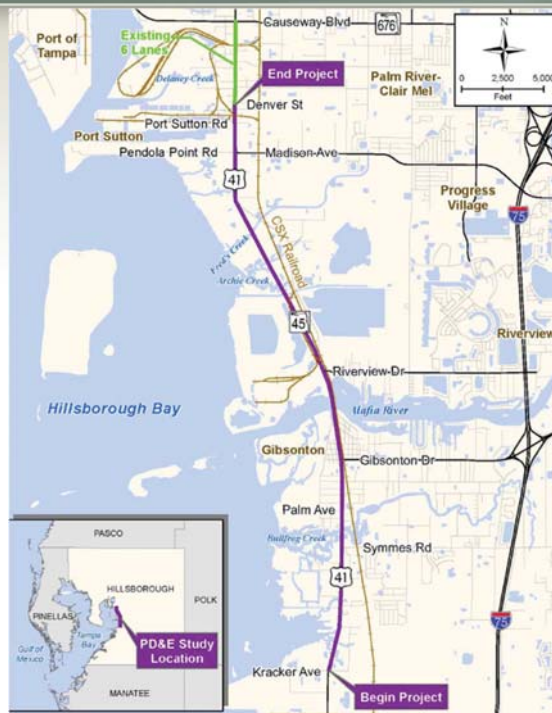 Causeway Blvd
676
N
0 2,500 5,000
Feet
Port of
Tampa
Existing
6 Lanes
Delaney Creek
End Project
Palm River-
Clair Mel
Denver St
Port Sutton Rd
Port Sutton
Pendola Point Rd
Madison Ave
41
Progress
Village
75
Fred's Creek
CSX Railroad
Archie Creek
45
Riverview
Riverview Dr
Hillsborough Bay
Alafia River
Gibsonton
Gibsonton Dr
Palm Ave
Bullfrog Creek
Symmes Rd
41
75
Kracker Ave
Begin Project
PASCO
HILLSBOROUGH
PINELLAS
POLK
Tampa
Bay
Gulf of
Mexico
PD&E Study
Location
MANATEE